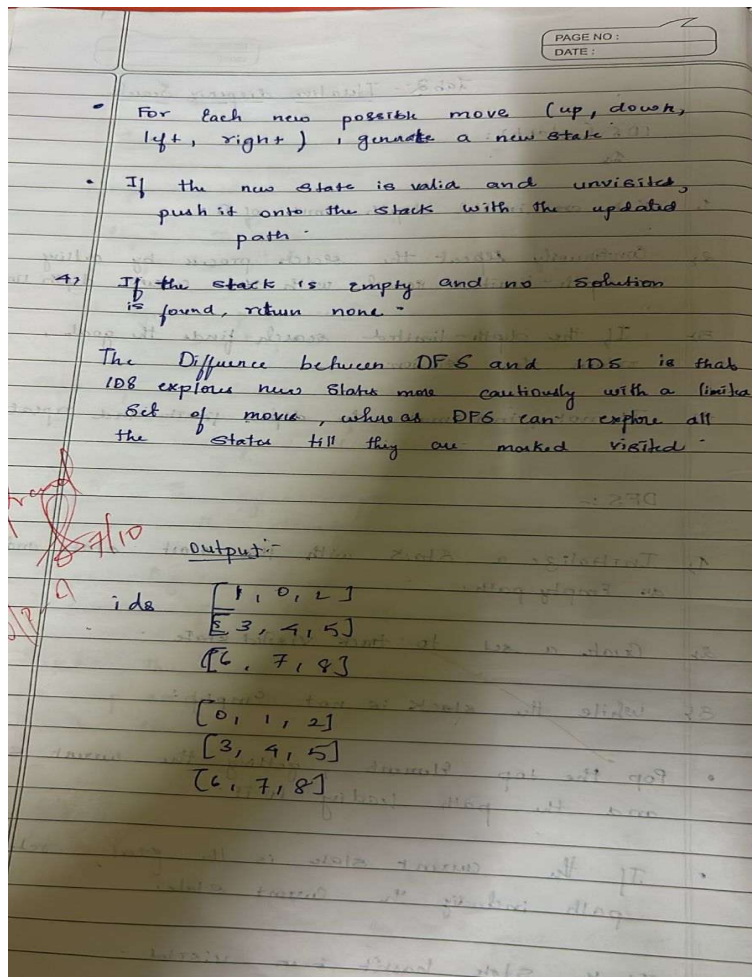 PAGE NO :
DATE :
• For each new possible move (up, down,
left, right), generate a new state
• If the new state is valid and unvisited,
push it onto the stack with the updated
path.
4) If the stack is empty and no solution
is found, return none.
The Diffuence between DFS and IDS is that
IDS explores new states more cautiously with a limited
set of moves, whereas DFS can explore all
the states till they are marked visited.
7/10
Output:-
ids [1, 0, 2]
[3, 4, 5]
[6, 7, 8]
[0, 1, 2]
[3, 4, 5]
[6, 7, 8]